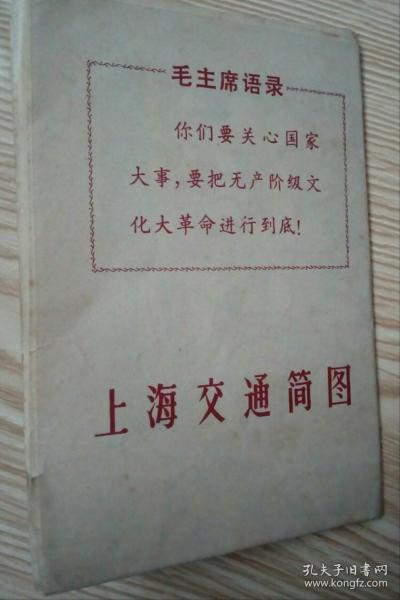 毛主席语录
你们要关心国家
大事，要把无产阶级文
化大革命进行到底！
上海交通简图
孔夫子旧书网
www.kongfz.com